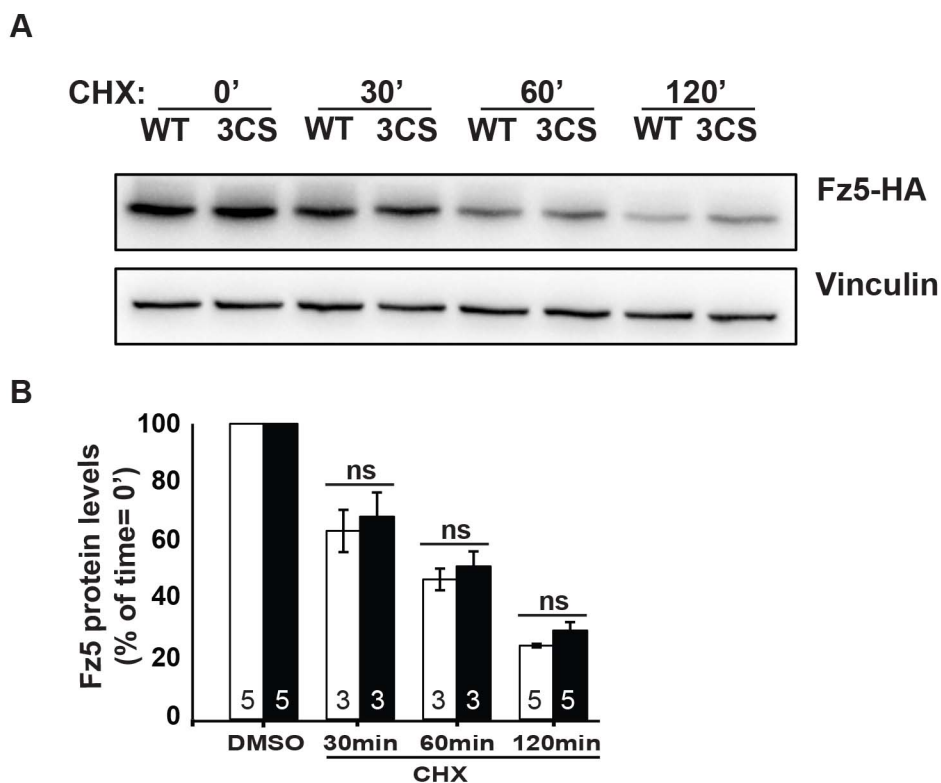 A
CHX: 0’ 30’ 60’ 120’
WT 3CS WT 3CS WT 3CS WT 3CS
Fz5-HA
Vinculin
B
Fz5 protein levels
(% of time= 0’)
100
80
60
40
20
0
ns
ns
ns
5 5 3 3 3 3 5 5
DMSO 30min 60min 120min
CHX